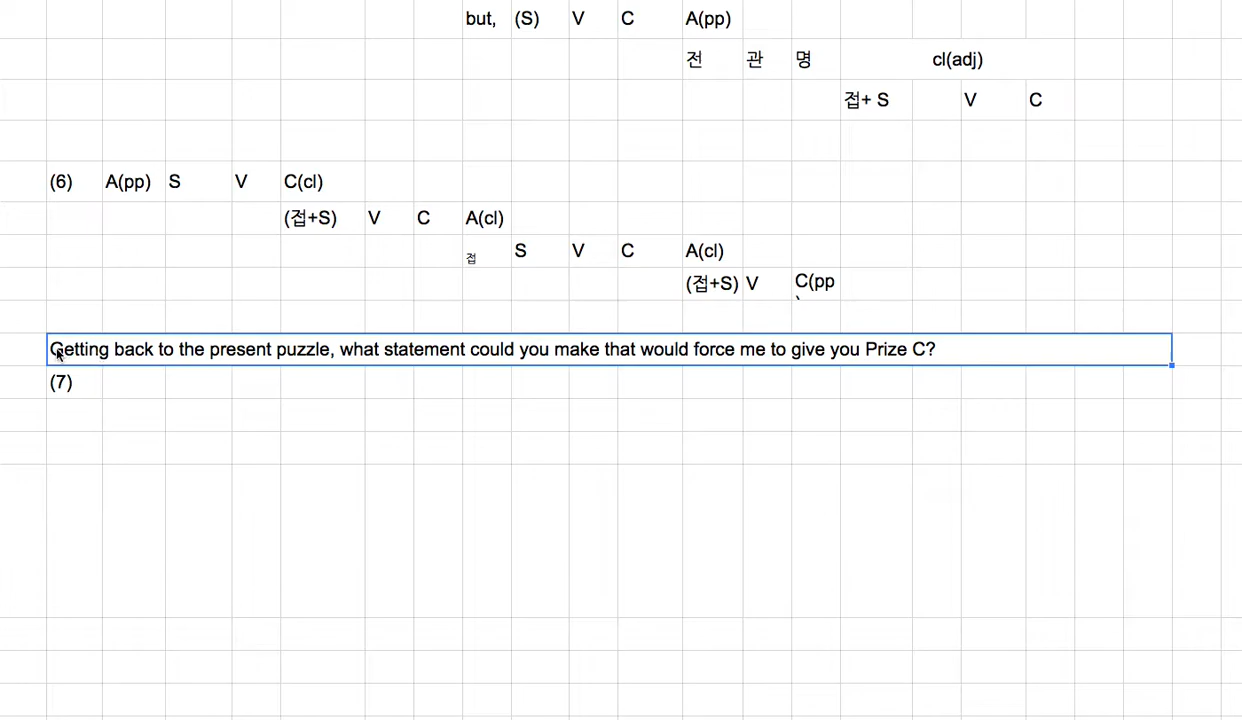 but, (S) V C A(pp)
전 관 명 cl(adj)
접+ S V C
(6) A(pp) S V C(cl)
(접+S) V C A(cl)
접 S V C A(cl)
(접+S) V C(pp
Getting back to the present puzzle, what statement could you make that would force me to give you Prize C?
(7)